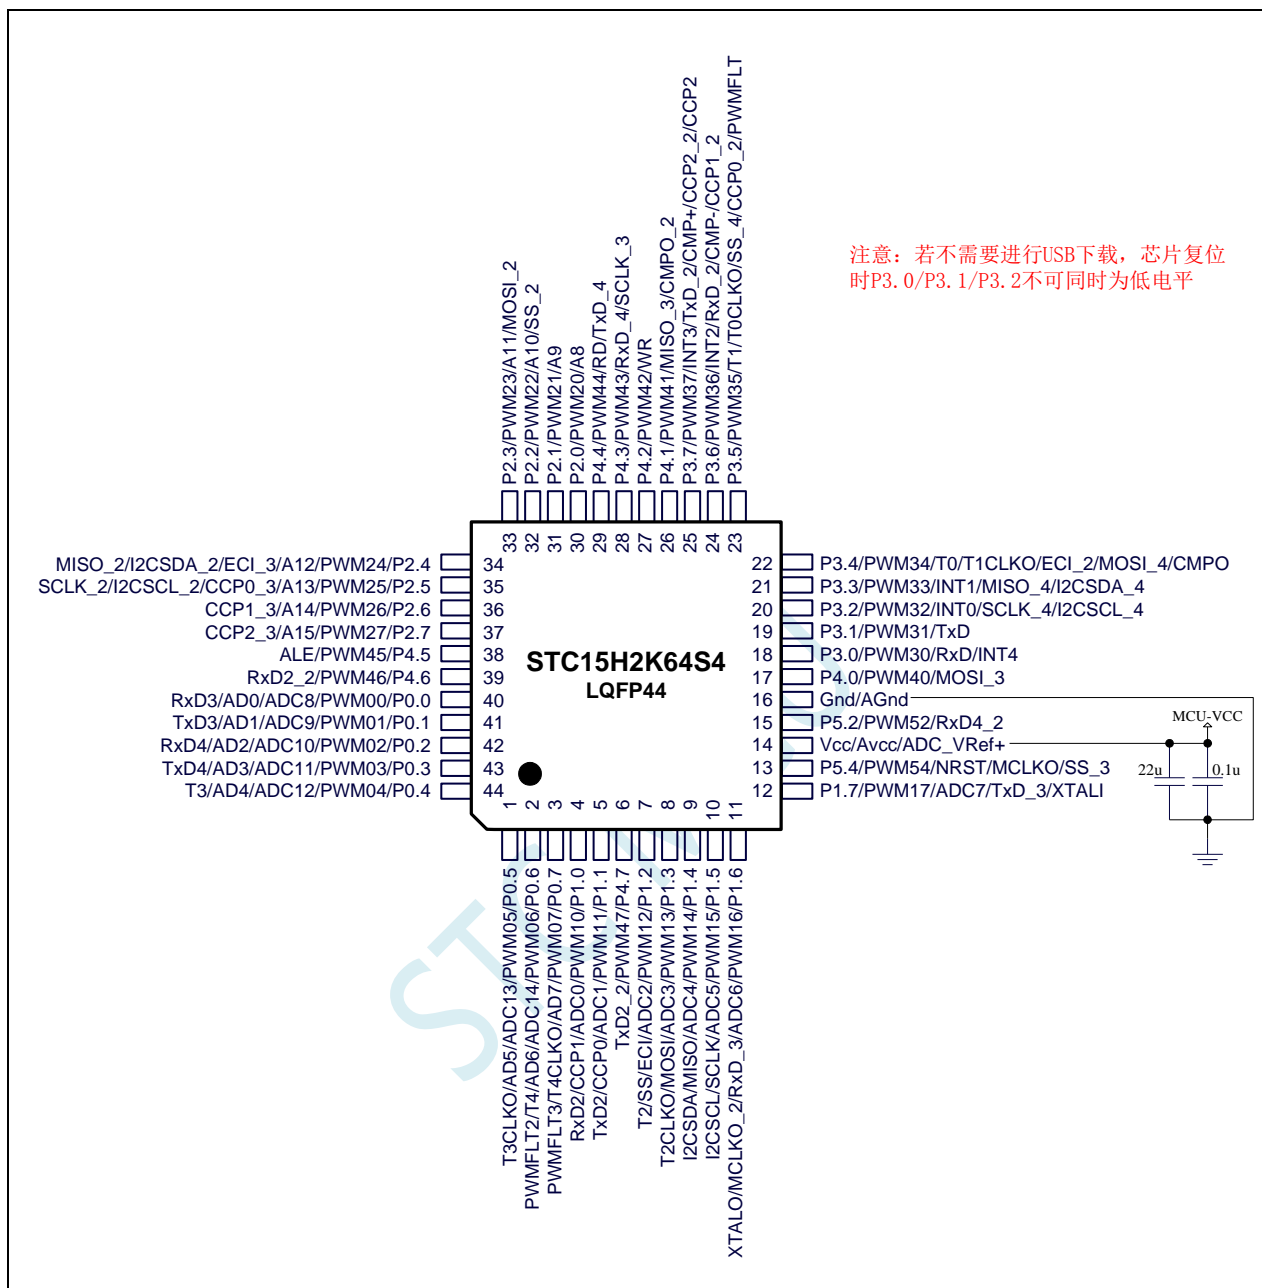 P2.3/PWM23/A11/MOSI_2
P2.2/PWM22/A10/SS_2
P2.1/PWM21/A9
P2.0/PWM20/A8
P4.4/PWM44/RD/TxD_4
P4.3/PWM43/RxD_4/SCLK_3
P4.2/PWM42/WR
P4.1/PWM41/MISO_3/CMPO_2
P3.7/PWM37/INT3/TxD_2/CMP+/CCP2_2/CCP2
P3.6/PWM36/INT2/RxD_2/CMP-/CCP1_2
P3.5/PWM35/T1/T0CLKO/SS_4/CCP0_2/PWMFLT
注意：若不需要进行USB下载，芯片复位
时P3.0/P3.1/P3.2不可同时为低电平
33 32 31 30 29 28 27 26 25 24 23
MISO_2/I2CSDA_2/ECI_3/A12/PWM24/P2.4 34
SCLK_2/I2CSCL_2/CCP0_3/A13/PWM25/P2.5 35
CCP1_3/A14/PWM26/P2.6 36
CCP2_3/A15/PWM27/P2.7 37
ALE/PWM45/P4.5 38
RxD2_2/PWM46/P4.6 39
RxD3/AD0/ADC8/PWM00/P0.0 40
TxD3/AD1/ADC9/PWM01/P0.1 41
RxD4/AD2/ADC10/PWM02/P0.2 42
TxD4/AD3/ADC11/PWM03/P0.3 43
T3/AD4/ADC12/PWM04/P0.4 44
STC15H2K64S4
LQFP44
22 P3.4/PWM34/T0/T1CLKO/ECI_2/MOSI_4/CMPO
21 P3.3/PWM33/INT1/MISO_4/I2CSDA_4
20 P3.2/PWM32/INT0/SCLK_4/I2CSCL_4
19 P3.1/PWM31/TxD
18 P3.0/PWM30/RxD/INT4
17 P4.0/PWM40/MOSI_3
16 Gnd/AGnd
15 P5.2/PWM52/RxD4_2
14 Vcc/Avcc/ADC_VRef+
13 P5.4/PWM54/NRST/MCLKO/SS_3
12 P1.7/PWM17/ADC7/TxD_3/XTALI
MCU-VCC
22u 0.1u
1 2 3 4 5 6 7 8 9 10 11
T3CLKO/AD5/ADC13/PWM05/P0.5
PWMFLT2/T4/AD6/ADC14/PWM06/P0.6
PWMFLT3/T4CLKO/AD7/PWM07/P0.7
RxD2/CCP1/ADC0/PWM10/P1.0
TxD2/CCP0/ADC1/PWM11/P1.1
TxD2_2/PWM47/P4.7
T2/SS/ECI/ADC2/PWM12/P1.2
T2CLKO/MOSI/ADC3/PWM13/P1.3
I2CSDA/MISO/ADC4/PWM14/P1.4
I2CSCL/SCLK/ADC5/PWM15/P1.5
XTALO/MCLKO_2/RxD_3/ADC6/PWM16/P1.6